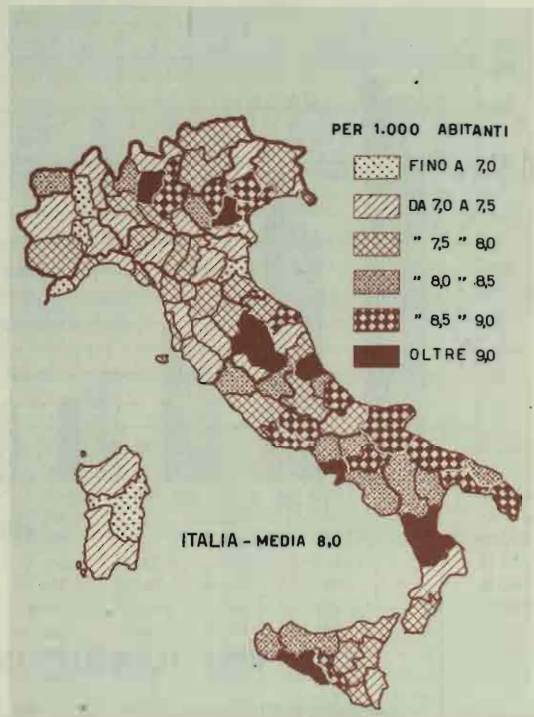 PER 1.000 ABITANTI
FINO A 7,0
DA 7,0 A 7,5
" 7,5 " 8,0
" 8,0 " 8,5
" 8,5 " 9,0
OLTRE 9,0
ITALIA - MEDIA 8,0